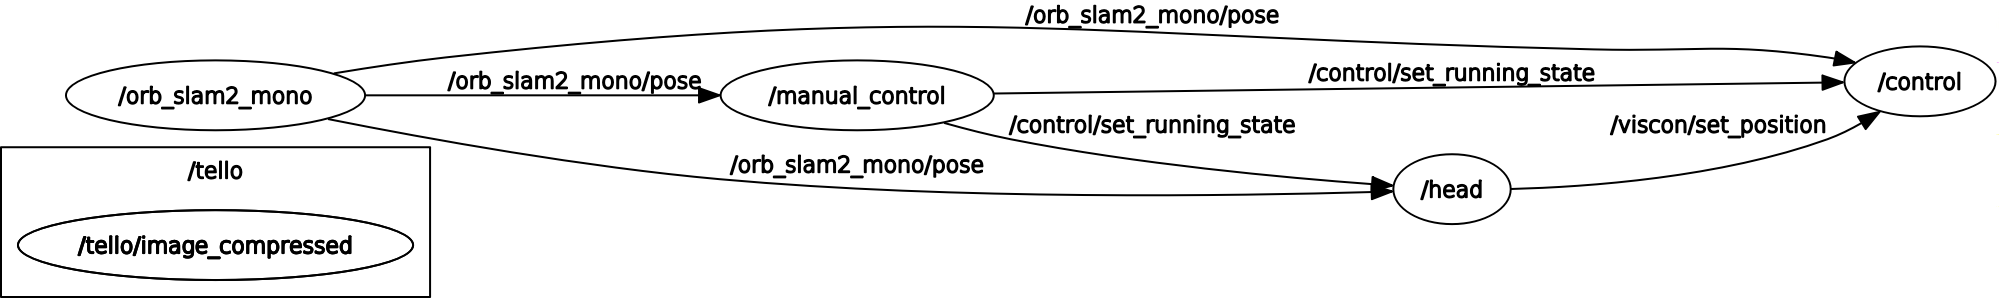 /orb_slam2_mono/pose
/orb_slam2_mono
/orb_slam2_mono/pose
/manual_control
/control/set_running_state
/control
/control/set_running_state
/viscon/set_position
/orb_slam2_mono/pose
/head
/tello
/tello/image_compressed